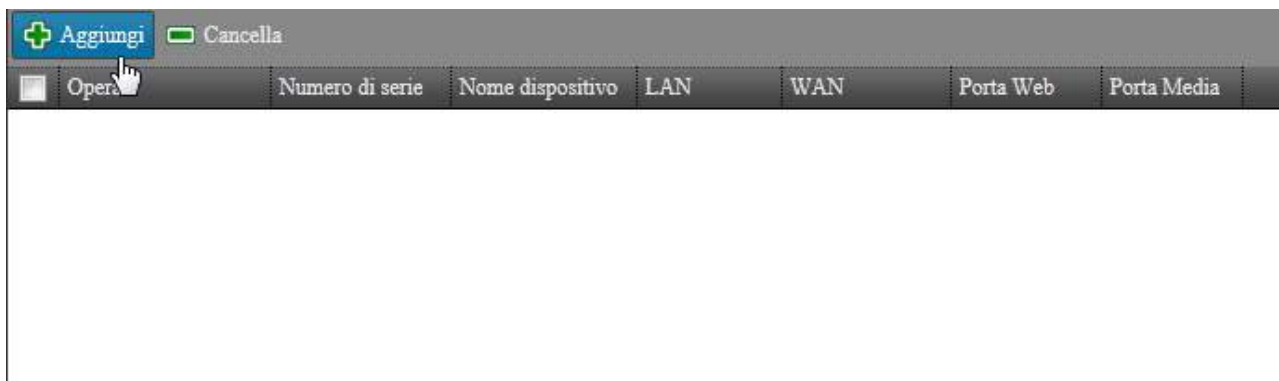 Aggiungi Cancella
Numero di serie Nome dispositivo LAN WAN Porta Web Porta Media